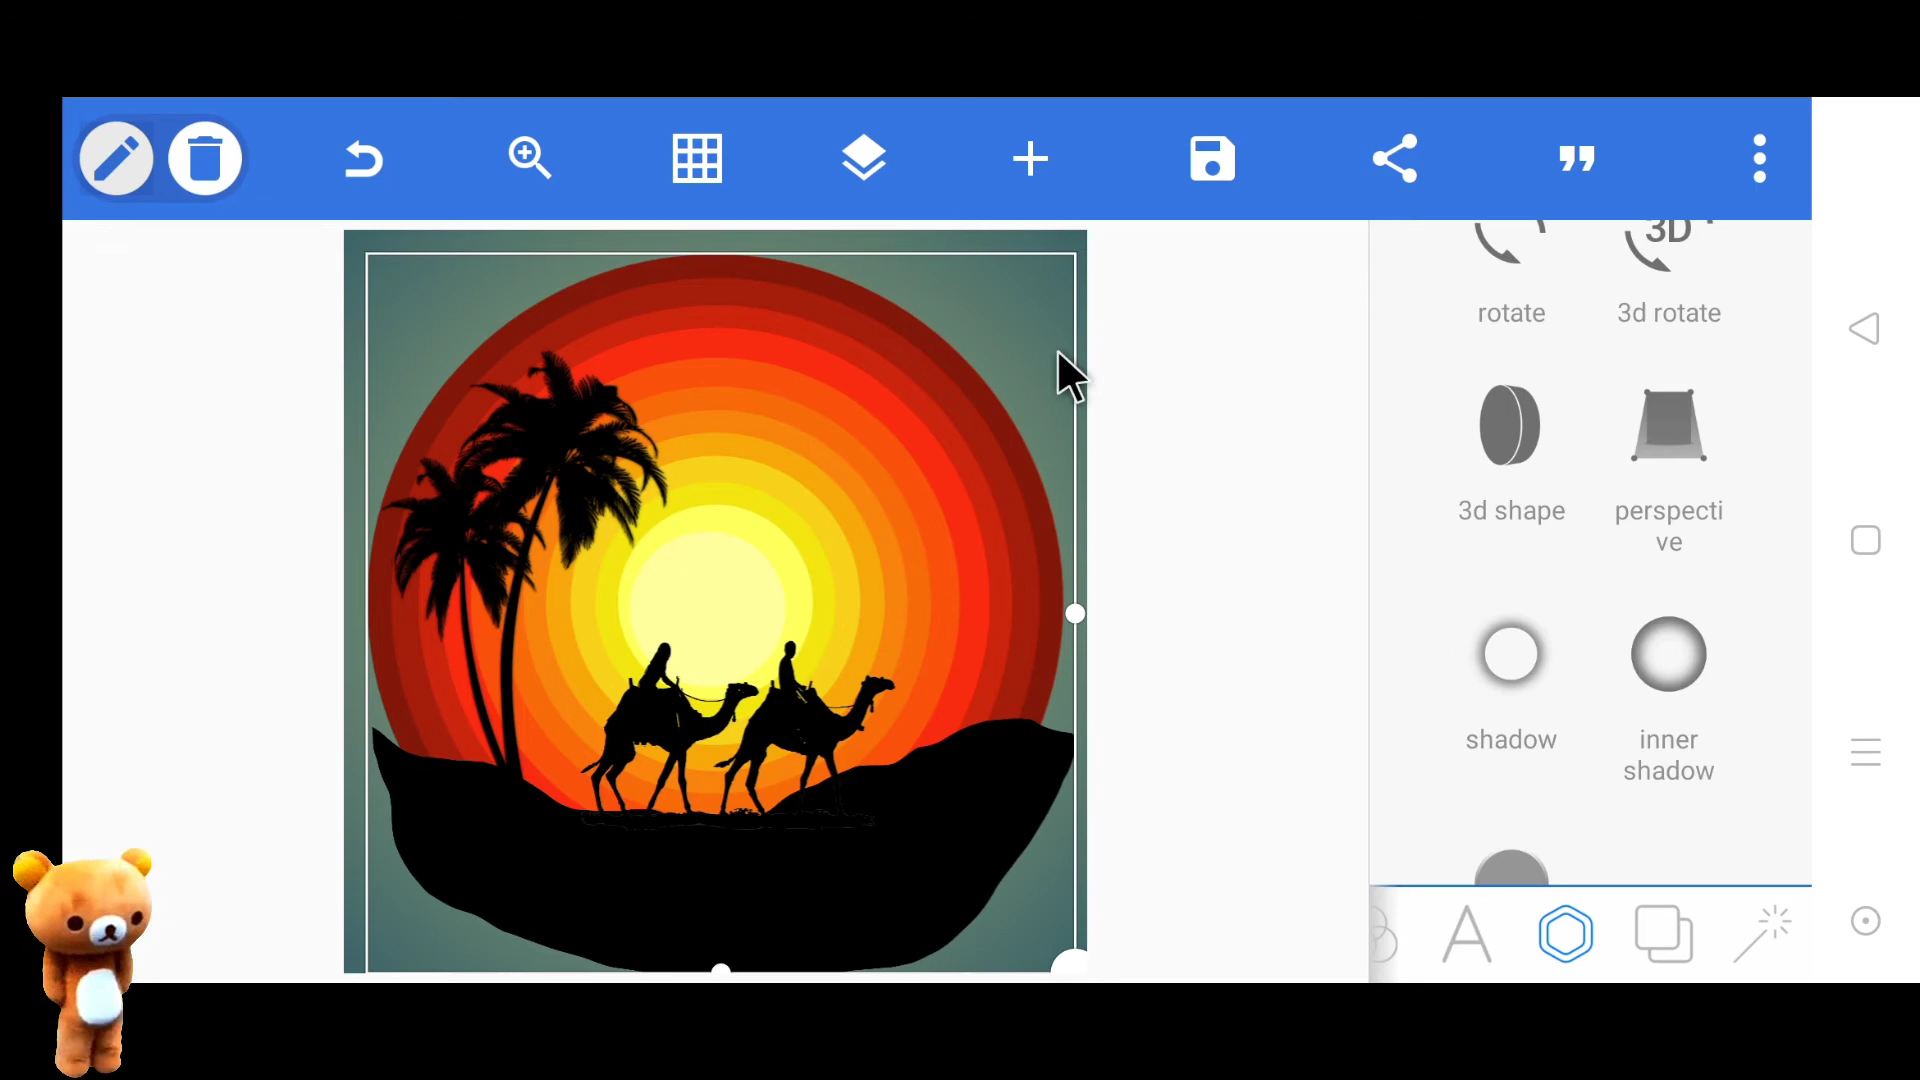 3D
rotate
3d rotate
3d shape
perspecti
ve
shadow
inner
shadow